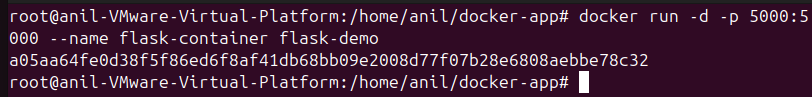 root@anil-VMware-Virtual-Platform:/home/anil/docker-app# docker run -d -p 5000:5
000 --name flask-container flask-demo
a05aa64fe0d38f5f86ed6f8af41db68bb09e2008d77f07b28e6808aebbe78c32
root@anil-VMware-Virtual-Platform:/home/anil/docker-app#